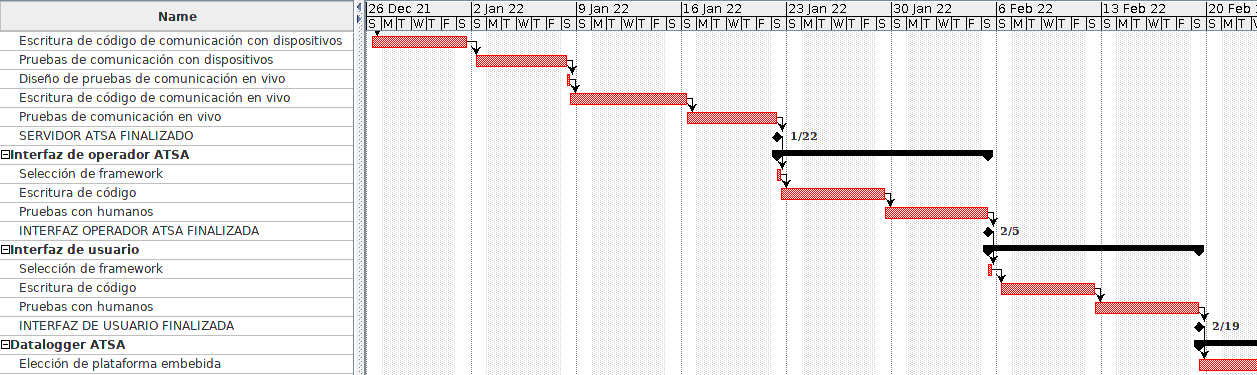 Name
26 Dec 21 2 Jan 22 9 Jan 22 16 Jan 22 23 Jan 22 30 Jan 22 6 Feb 22 13 Feb 22 20 Feb
S M T W T F S S M T W T F S S M T W T F S S M T W T F S S M T W T F S S M T W T F S S M T W T F S S M T W T F S S M T W
Escritura de código de comunicación con dispositivos
Pruebas de comunicación con dispositivos
Diseño de pruebas de comunicación en vivo
Escritura de código de comunicación en vivo
Pruebas de comunicación en vivo
SERVIDOR ATSA FINALIZADO 1/22
Interfaz de operador ATSA
Selección de framework
Escritura de código
Pruebas con humanos
INTERFAZ OPERADOR ATSA FINALIZADA 2/5
Interfaz de usuario
Selección de framework
Escritura de código
Pruebas con humanos
INTERFAZ DE USUARIO FINALIZADA 2/19
Datalogger ATSA
Elección de plataforma embebida